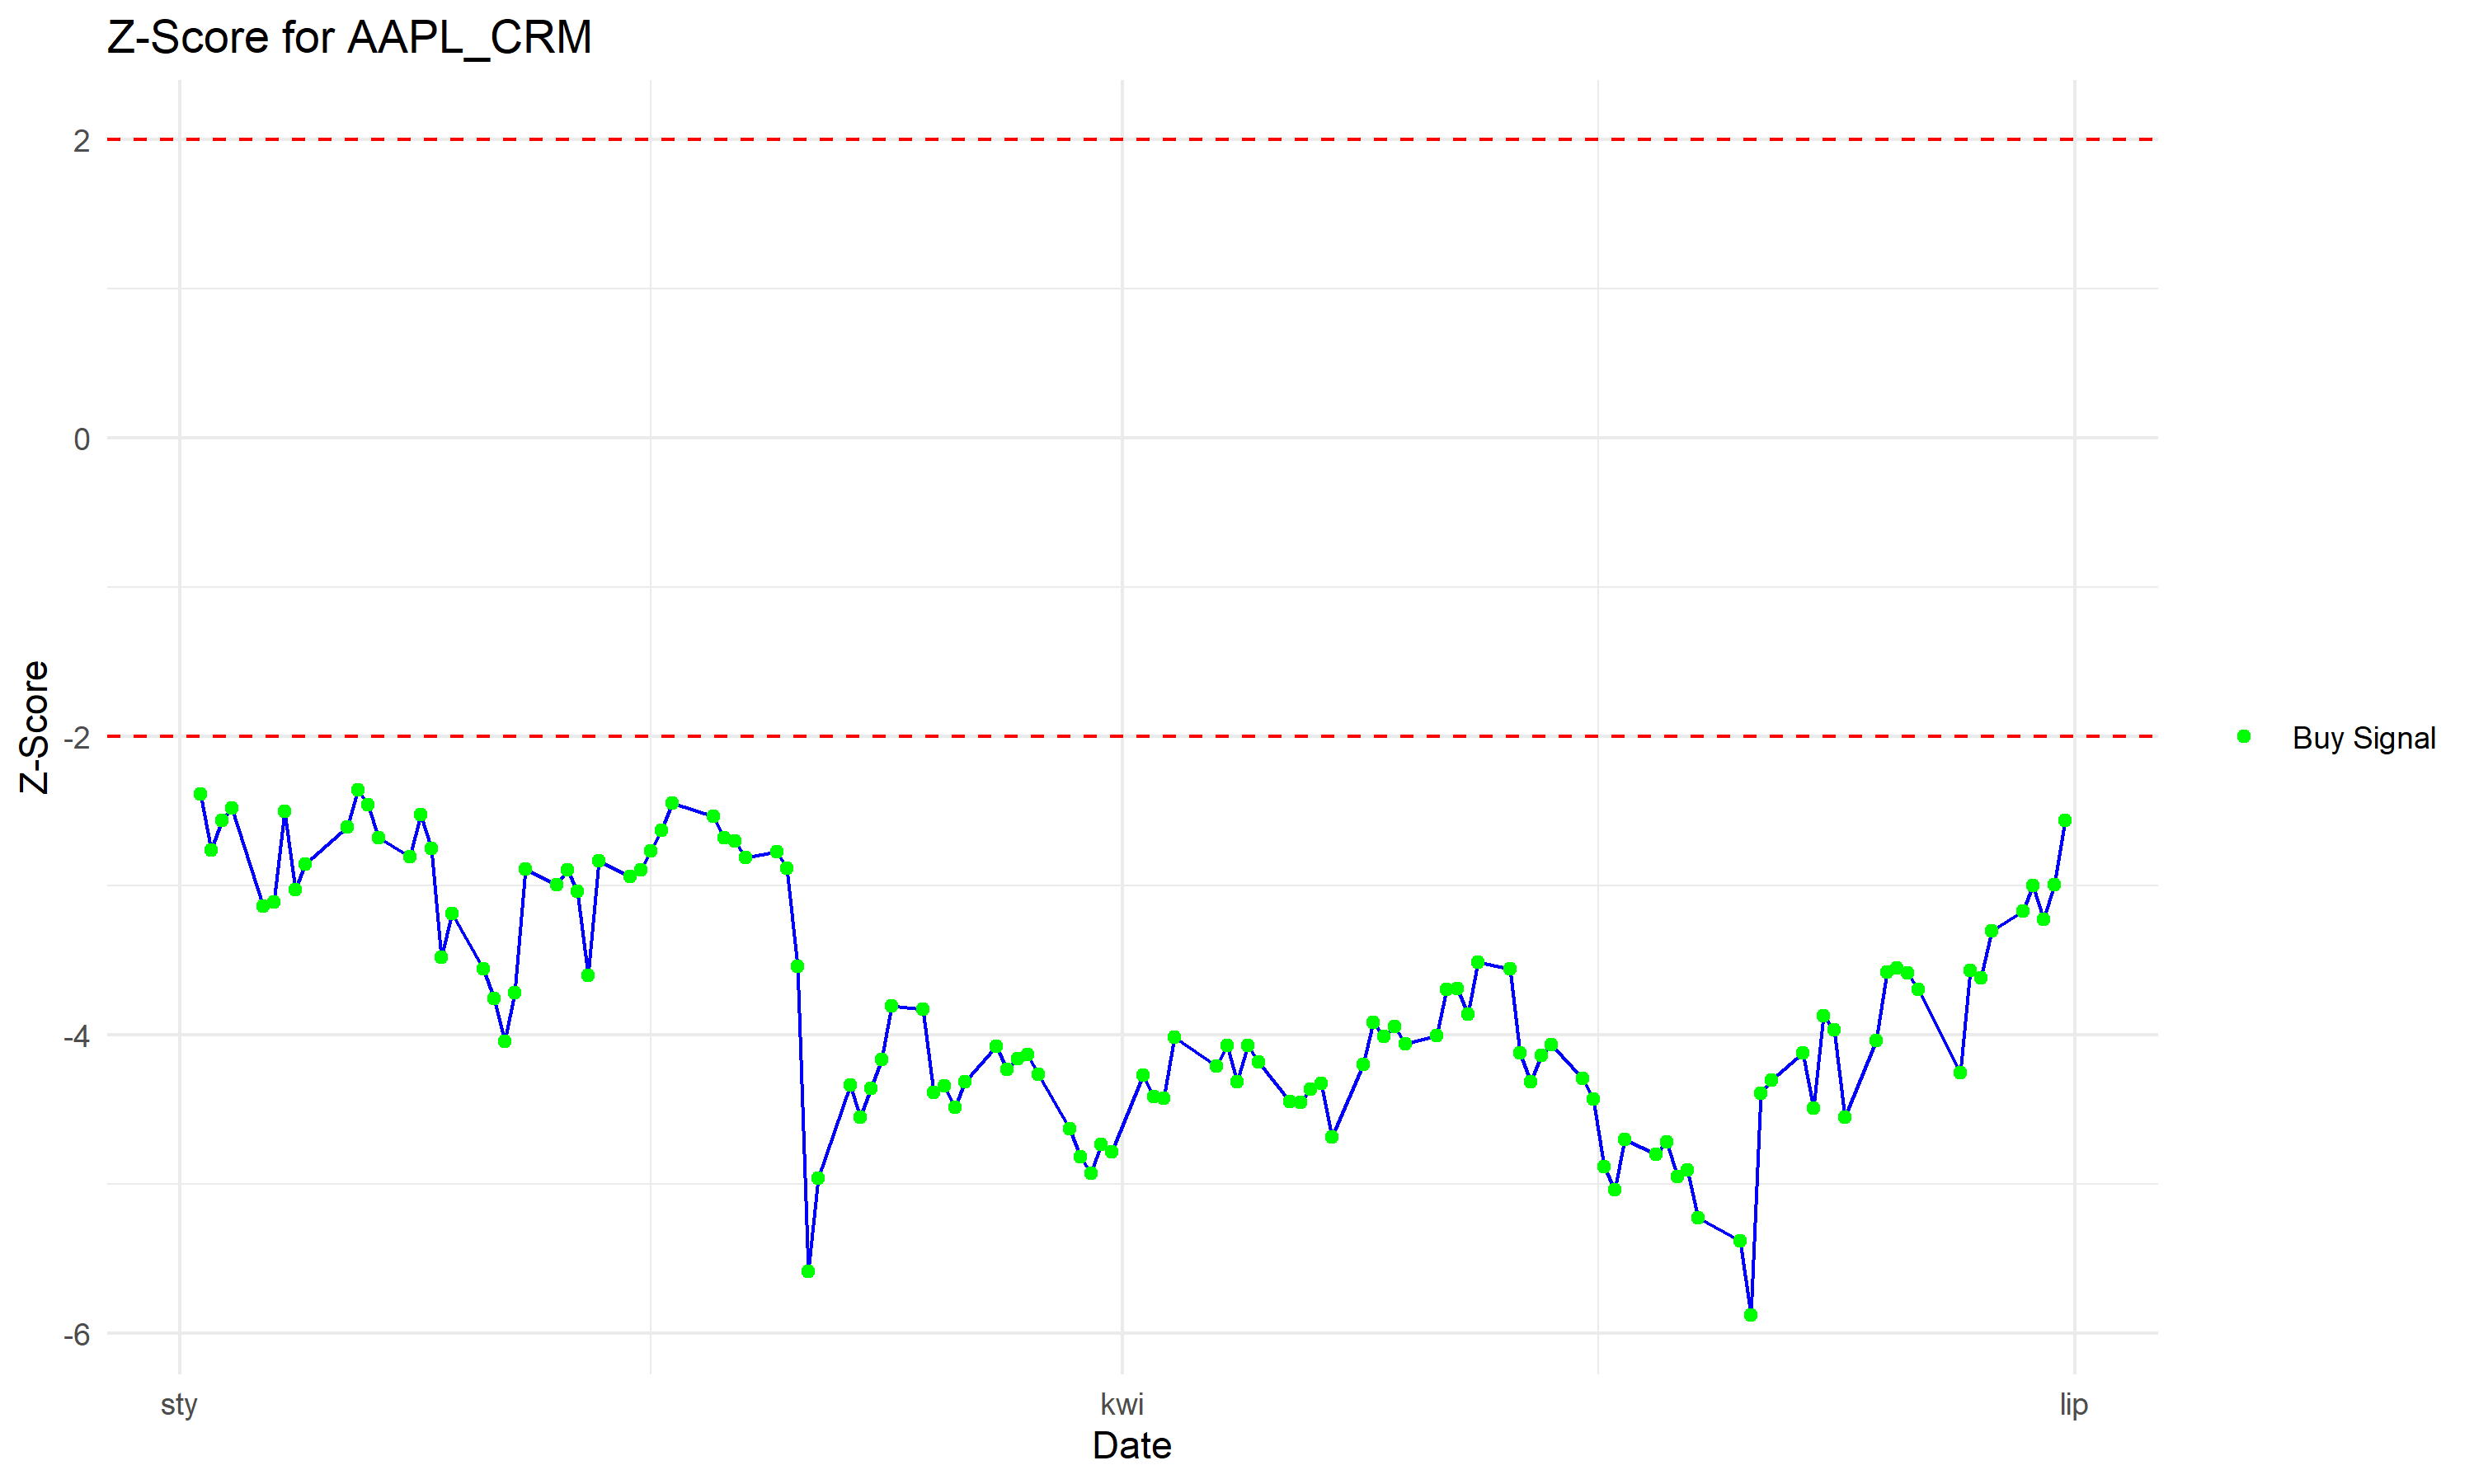 Z-Score for AAPL_CRM
2
0
-2
-4
-6
Z-Score
sty
kwi
lip
Date
Buy Signal